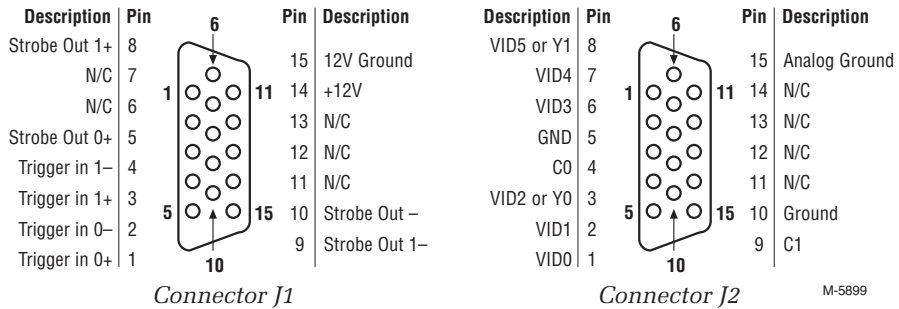 Description Pin 6 Pin Description
Strobe Out 1+ 8
15 12V Ground
N/C 7
1 11 14 +12V
N/C 6
13 N/C
Strobe Out 0+ 5
12 N/C
Trigger in 1– 4
11 N/C
Trigger in 1+ 3
5 15 10 Strobe Out –
Trigger in 0– 2
9 Strobe Out 1–
Trigger in 0+ 1
10
Connector J1
Description Pin 6 Pin Description
VID5 or Y1 8
15 Analog Ground
VID4 7
1 11 14 N/C
VID3 6
13 N/C
GND 5
12 N/C
C0 4
11 N/C
VID2 or Y0 3
5 15 10 Ground
VID1 2
9 C1
VID0 1
10
Connector J2
M-5899